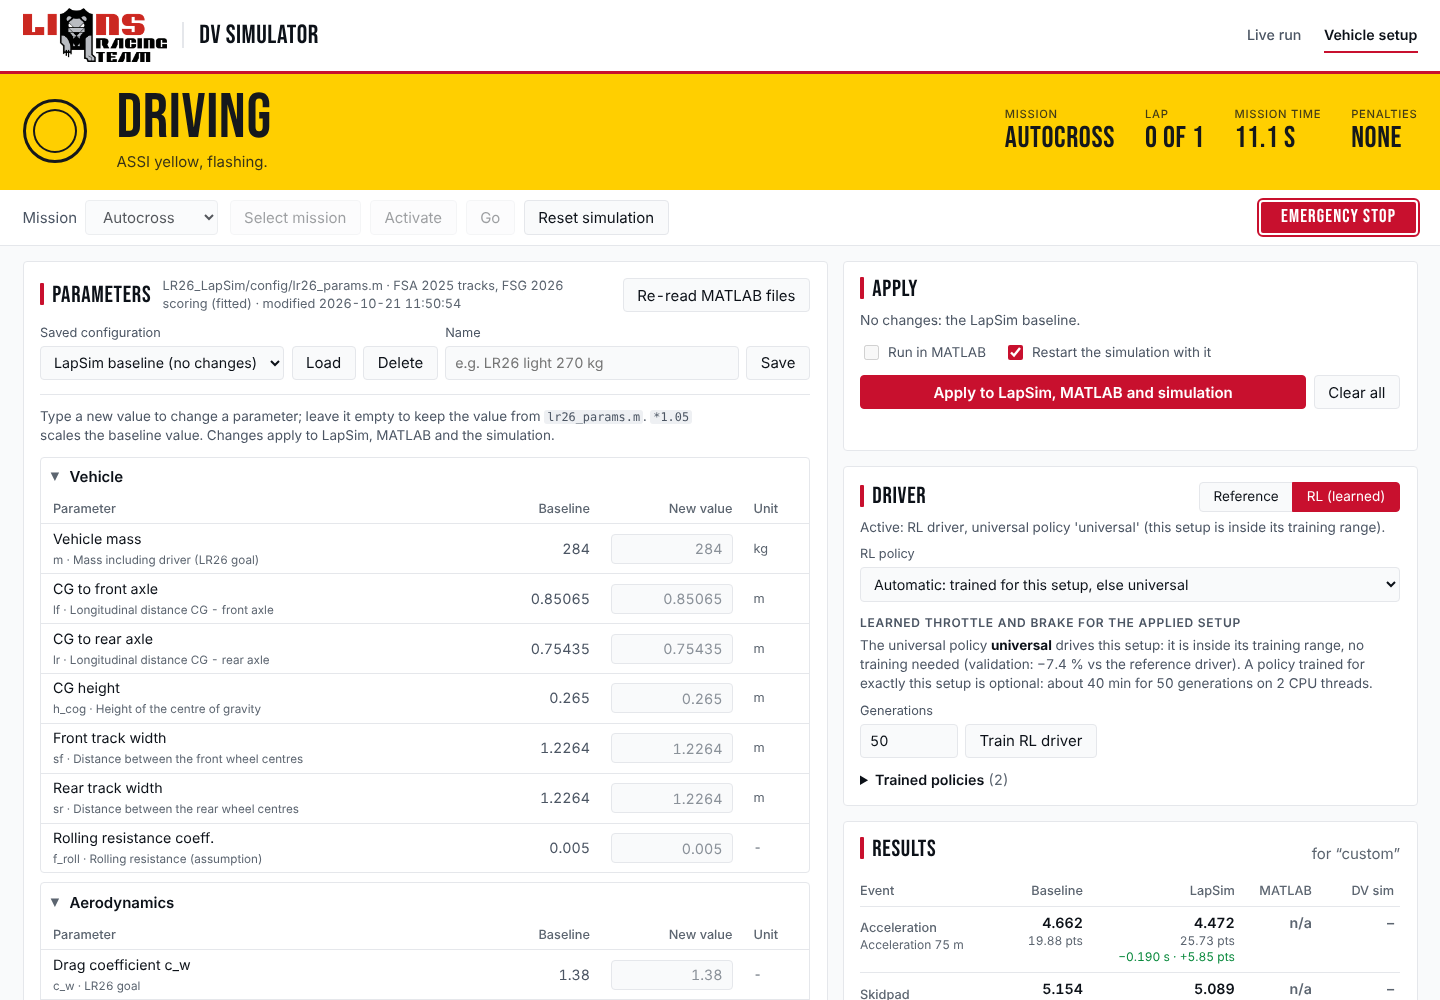 LIONS
RACING
TEAM
DV SIMULATOR
Live run
Vehicle setup
DRIVING
ASSI yellow, flashing.
MISSION
AUTOCROSS
LAP
0 OF 1
MISSION TIME
11.1 S
PENALTIES
NONE
Mission
Autocross
Select mission
Activate
Go
Reset simulation
EMERGENCY STOP
PARAMETERS
LR26_LapSim/config/lr26_params.m · FSA 2025 tracks, FSG 2026
scoring (fitted) · modified 2026-10-21 11:50:54
Re-read MATLAB files
Saved configuration
Name
LapSim baseline (no changes)
Load
Delete
e.g. LR26 light 270 kg
Save
Type a new value to change a parameter; leave it empty to keep the value from lr26_params.m. *1.05
scales the baseline value. Changes apply to LapSim, MATLAB and the simulation.
▼ Vehicle
Parameter Baseline New value Unit
Vehicle mass
m · Mass including driver (LR26 goal)
284 284 kg
CG to front axle
lf · Longitudinal distance CG - front axle
0.85065 0.85065 m
CG to rear axle
lr · Longitudinal distance CG - rear axle
0.75435 0.75435 m
CG height
h_cog · Height of the centre of gravity
0.265 0.265 m
Front track width
sf · Distance between the front wheel centres
1.2264 1.2264 m
Rear track width
sr · Distance between the rear wheel centres
1.2264 1.2264 m
Rolling resistance coeff.
f_roll · Rolling resistance (assumption)
0.005 0.005 -
▼ Aerodynamics
Parameter Baseline New value Unit
Drag coefficient c_w
c_w · LR26 goal
1.38 1.38 -
APPLY
No changes: the LapSim baseline.
Run in MATLAB
Restart the simulation with it
Apply to LapSim, MATLAB and simulation
Clear all
DRIVER
Reference
RL (learned)
Active: RL driver, universal policy 'universal' (this setup is inside its training range).
RL policy
Automatic: trained for this setup, else universal
LEARNED THROTTLE AND BRAKE FOR THE APPLIED SETUP
The universal policy universal drives this setup: it is inside its training range, no
training needed (validation: −7.4 % vs the reference driver). A policy trained for
exactly this setup is optional: about 40 min for 50 generations on 2 CPU threads.
Generations
50
Train RL driver
▶ Trained policies (2)
RESULTS
for “custom”
Event Baseline LapSim MATLAB DV sim
Acceleration 4.662 4.472 n/a –
Acceleration 75 m 19.88 pts 25.73 pts
−0.190 s · +5.85 pts
Skidpad 5.154 5.089 n/a –